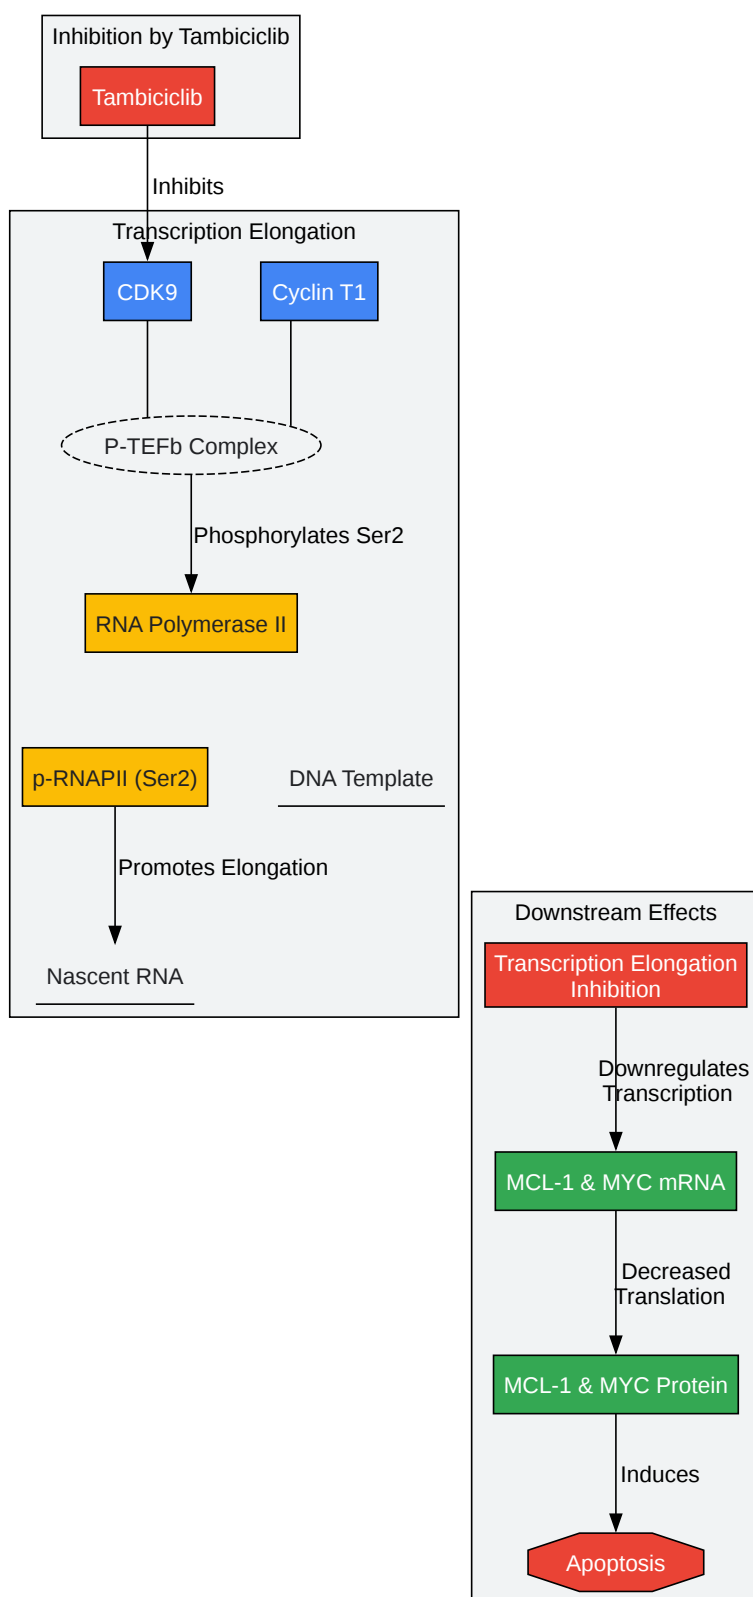 Inhibition by Tambiciclib
Tambiciclib
Inhibits
Transcription Elongation
CDK9
Cyclin T1
P-TEFb Complex
Phosphorylates Ser2
RNA Polymerase II
p-RNAPII (Ser2)
DNA Template
Promotes Elongation
Nascent RNA
Downstream Effects
Transcription Elongation
Inhibition
Downregulates
Transcription
MCL-1 & MYC mRNA
Decreased
Translation
MCL-1 & MYC Protein
Induces
Apoptosis